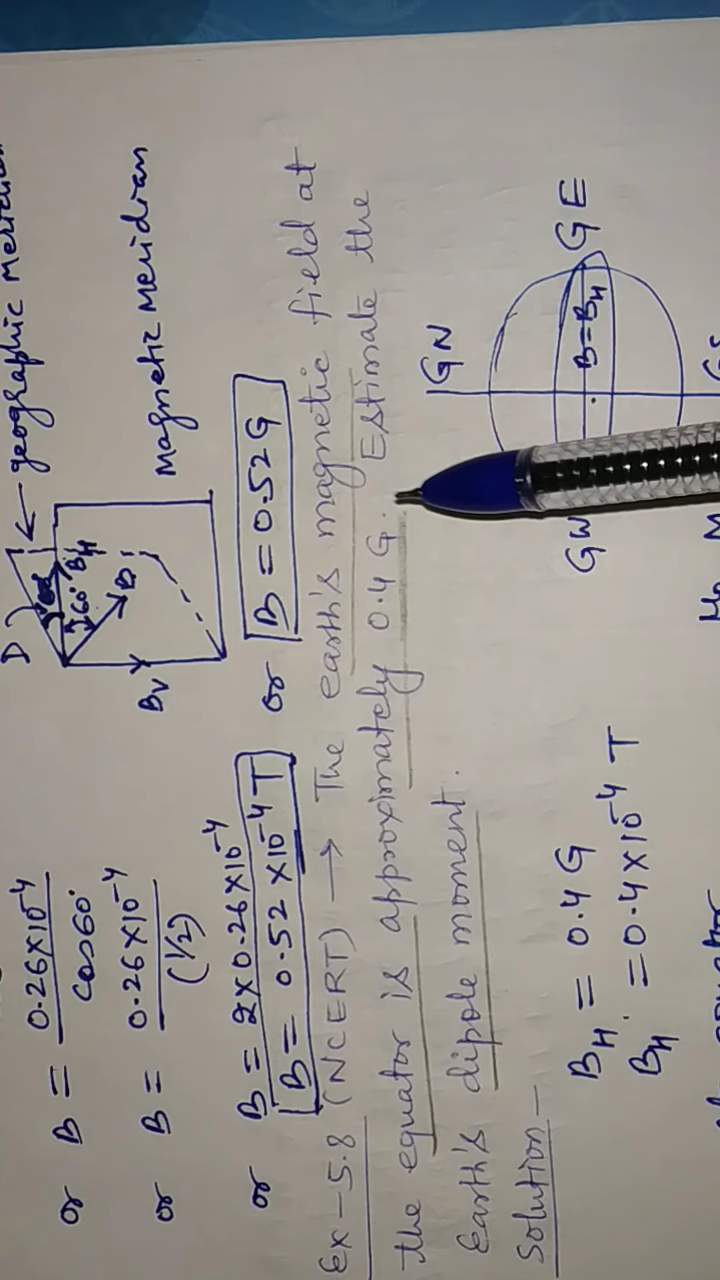 D
← geographic
60°
BH
B
BV
Magnetic Meridian
or B = 0.26×10⁻⁴ / cos60°
or B = 0.26×10⁻⁴ / (1/2)
or B = 2×0.26×10⁻⁴
B = 0.52×10⁻⁴ T or B = 0.52G
Ex-5.8 (NCERT) → The earth's magnetic field at
the equator is approximately 0.4 G. Estimate the
Earth's dipole moment.
Solution-
BH = 0.4 G
BH = 0.4×10⁻⁴ T
GN
GW
GE
B=BH